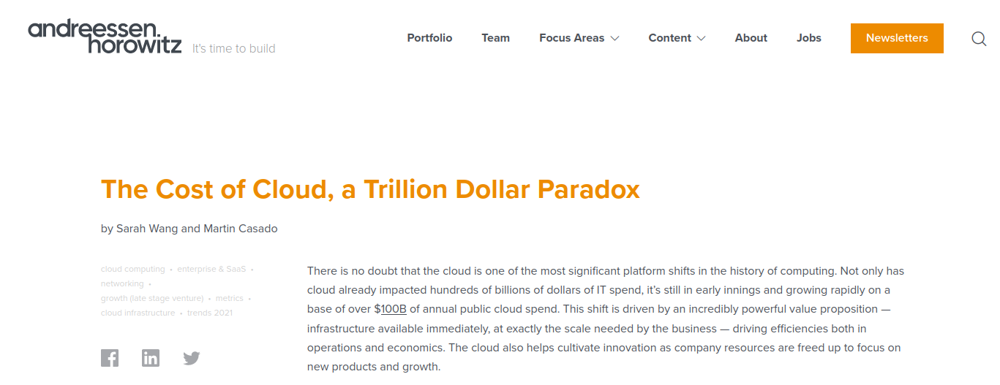 andreessen.
horowitz It's time to build
Portfolio Team Focus Areas Content About Jobs Newsletters
The Cost of Cloud, a Trillion Dollar Paradox
by Sarah Wang and Martin Casado
cloud computing • enterprise & SaaS •
networking •
growth (late stage venture) • metrics •
cloud infrastructure • trends 2021
There is no doubt that the cloud is one of the most significant platform shifts in the history of computing. Not only has
cloud already impacted hundreds of billions of dollars of IT spend, it’s still in early innings and growing rapidly on a
base of over $100B of annual public cloud spend. This shift is driven by an incredibly powerful value proposition —
infrastructure available immediately, at exactly the scale needed by the business — driving efficiencies both in
operations and economics. The cloud also helps cultivate innovation as company resources are freed up to focus on
new products and growth.